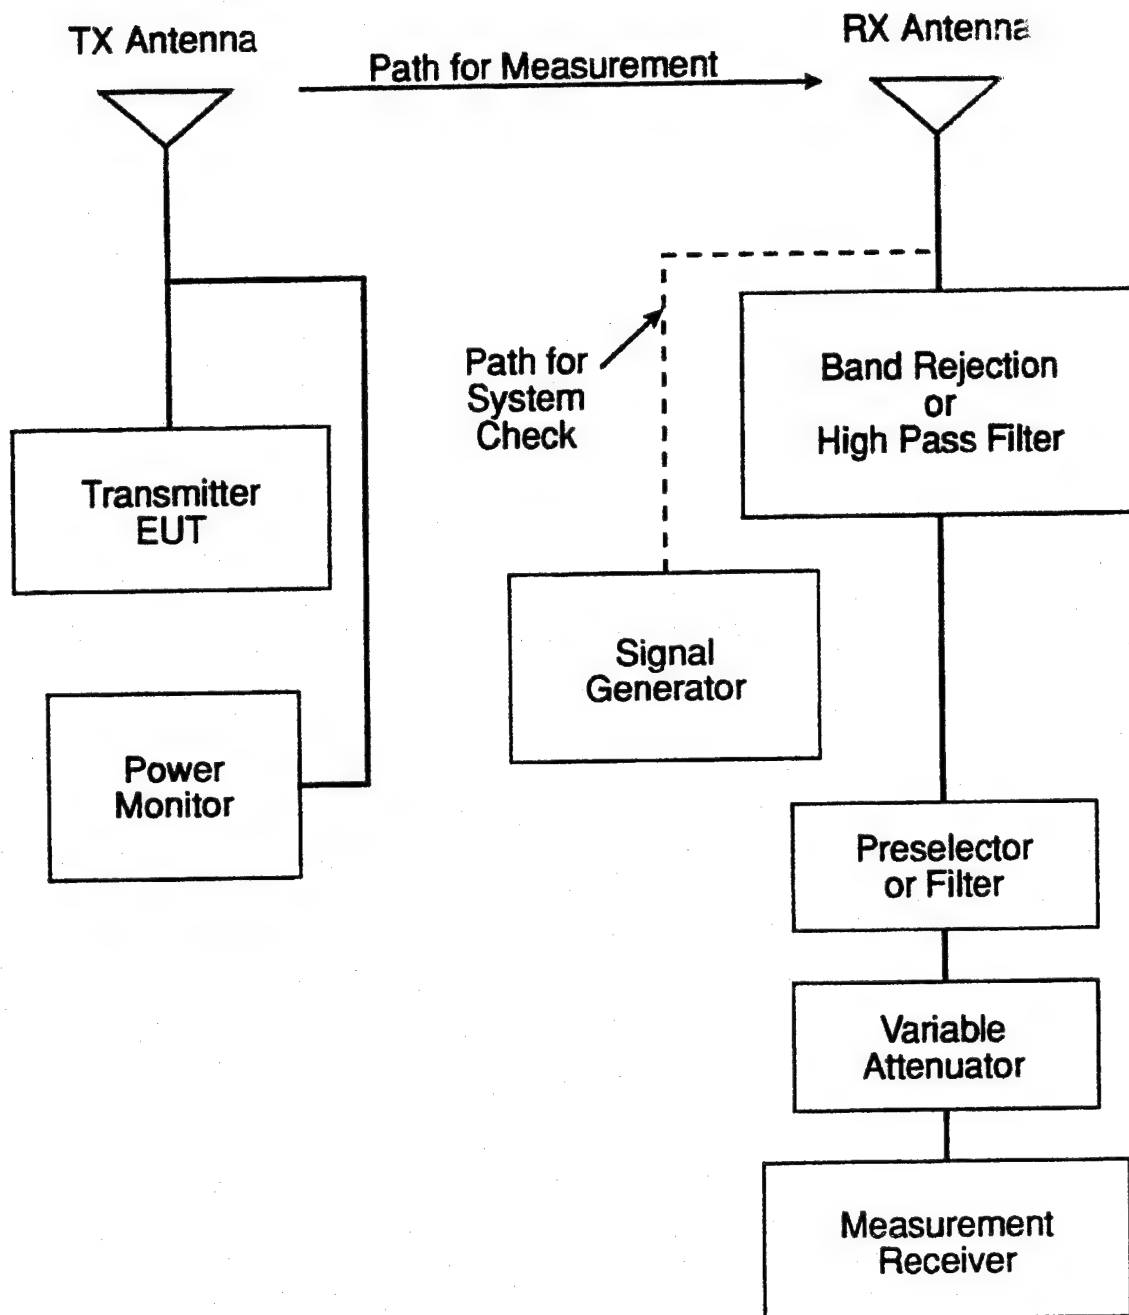 TX Antenna
RX Antenna
Path for Measurement
Path for
System
Check
Band Rejection
or
High Pass Filter
Transmitter
EUT
Signal
Generator
Power
Monitor
Preselector
or Filter
Variable
Attenuator
Measurement
Receiver